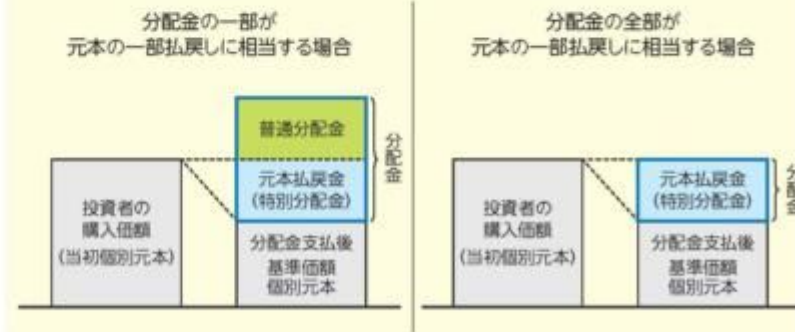 分配金の一部が
元本の一部払戻しに相当する場合
普通分配金
元本払戻金
(特別分配金)
分配金
投資者の
購入価額
(当初個別元本)
分配金支払後
基準価額
個別元本
分配金の全部が
元本の一部払戻しに相当する場合
元本払戻金
(特別分配金)
分配金
投資者の
購入価額
(当初個別元本)
分配金支払後
基準価額
個別元本